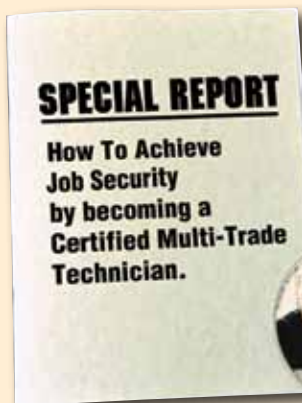 SPECIAL REPORT
How To Achieve
Job Security
by becoming a
Certified Multi-Trade
Technician.